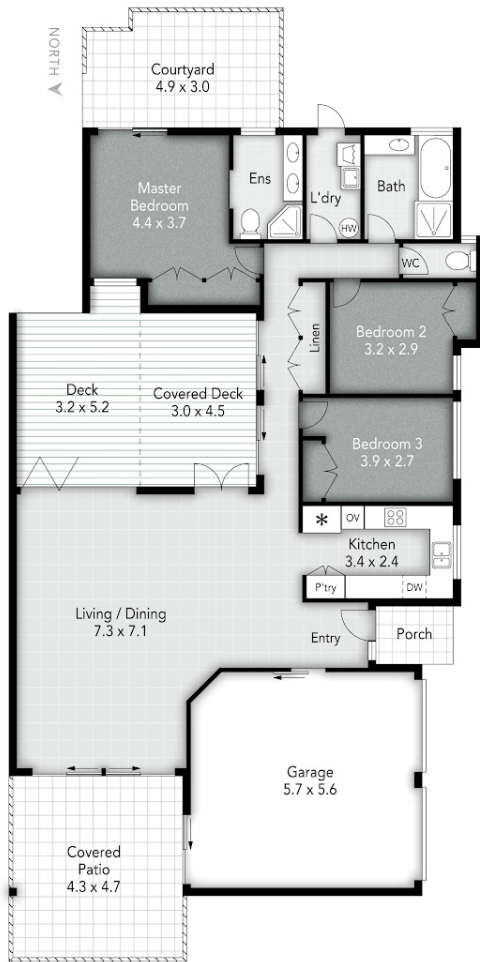 NORTH
Courtyard
4.9 x 3.0
Master
Bedroom
4.4 x 3.7
Ens
L'dry
HW
Bath
WC
Linen
Bedroom 2
3.2 x 2.9
Deck
3.2 x 5.2
Covered Deck
3.0 x 4.5
Bedroom 3
3.9 x 2.7
* OV
Kitchen
3.4 x 2.4
P'try
DW
Living / Dining
7.3 x 7.1
Entry
Porch
Garage
5.7 x 5.6
Covered
Patio
4.3 x 4.7